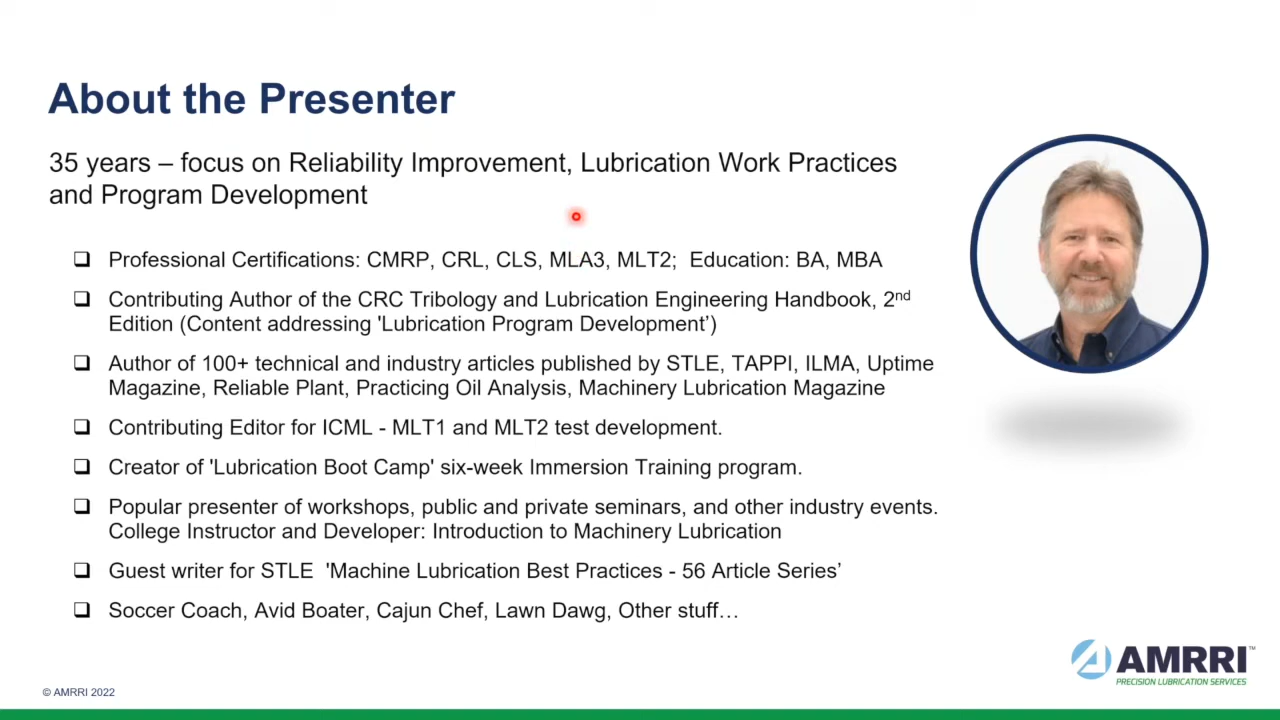 About the Presenter
35 years – focus on Reliability Improvement, Lubrication Work Practices
and Program Development
❑ Professional Certifications: CMRP, CRL, CLS, MLA3, MLT2;  Education: BA, MBA
❑ Contributing Author of the CRC Tribology and Lubrication Engineering Handbook, 2nd
Edition (Content addressing 'Lubrication Program Development’)
❑ Author of 100+ technical and industry articles published by STLE, TAPPI, ILMA, Uptime
Magazine, Reliable Plant, Practicing Oil Analysis, Machinery Lubrication Magazine
❑ Contributing Editor for ICML - MLT1 and MLT2 test development.
❑ Creator of 'Lubrication Boot Camp' six-week Immersion Training program.
❑ Popular presenter of workshops, public and private seminars, and other industry events.
College Instructor and Developer: Introduction to Machinery Lubrication
❑ Guest writer for STLE  'Machine Lubrication Best Practices - 56 Article Series’
❑ Soccer Coach, Avid Boater, Cajun Chef, Lawn Dawg, Other stuff…
AMRRI™
PRECISION LUBRICATION SERVICES
© AMRRI 2022